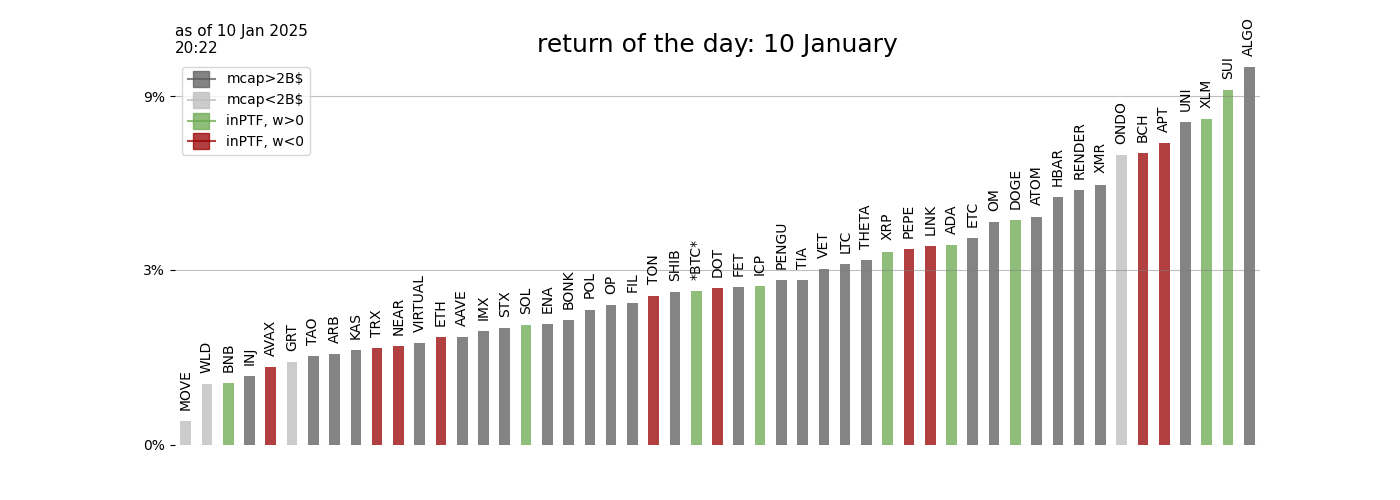 as of 10 Jan 2025
20:22
return of the day: 10 January
mcap>2B$
mcap<2B$
inPTF, w>0
inPTF, w<0
9%
3%
0%
MOVE
WLD
BNB
INJ
AVAX
GRT
TAO
ARB
KAS
TRX
NEAR
VIRTUAL
ETH
AAVE
IMX
STX
SOL
ENA
BONK
POL
OP
FIL
TON
SHIB
*BTC*
DOT
FET
ICP
PENGU
TIA
VET
LTC
THETA
XRP
PEPE
LINK
ADA
ETC
OM
DOGE
ATOM
HBAR
RENDER
XMR
ONDO
BCH
APT
UNI
XLM
SUI
ALGO